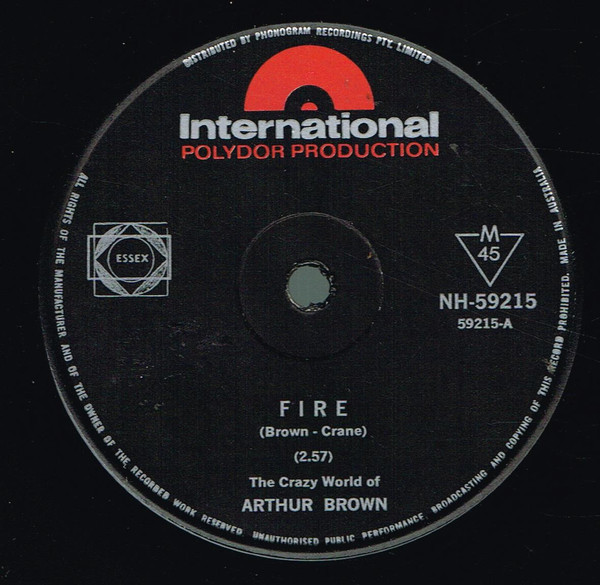 DISTRIBUTED BY PHONOGRAM RECORDINGS PTY. LIMITED
International
POLYDOR PRODUCTION
ESSEX
M
45
NH-59215
59215-A
FIRE
(Brown - Crane)
(2.57)
The Crazy World of
ARTHUR BROWN
ALL RIGHTS OF THE MANUFACTURER AND OF THE OWNER OF THE RECORDED WORK RESERVED. UNAUTHORISED PUBLIC PERFORMANCE, BROADCASTING AND COPYING OF THIS RECORD PROHIBITED. MADE IN AUSTRALIA